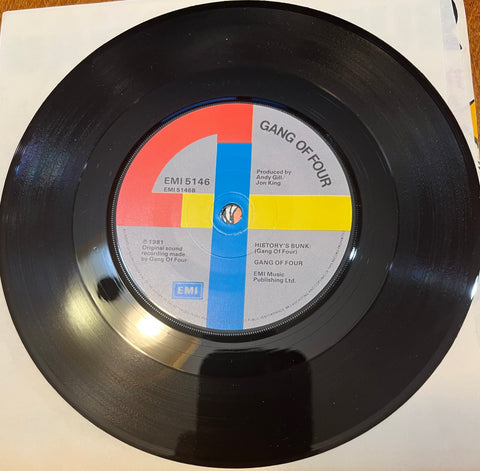 GANG OF FOUR
EMI 5146
EMI 5146B
Produced by
Andy Gill
Jon King
℗ 1981
Original sound
recording made
by Gang Of Four
HISTORY'S BUNK:
(Gang Of Four)
GANG OF FOUR
EMI Music
Publishing Ltd.
EMI